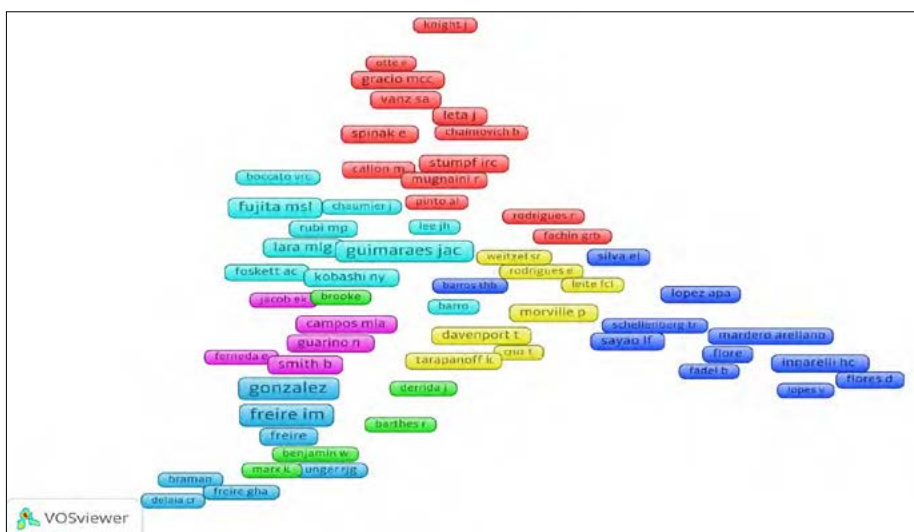 knight j
otte e
gracio mcc
vanz sa
leta j
spinak e
chaimovich h
stumpf irc
callon m
mugnaini r
boccato vrc
pinto al
fujita msl
chaumier j
rodrigues r
rubi mp
lee jh
fachin grb
lara mlg
guimaraes jac
weitzel sr
silva el
foskett ac
kobashi ny
rodrigues e
barros thb
leite fcl
jacob ek
brooke
lopez apa
barro
morville p
campos mla
schellenberg tr
davenport t
mardero arellano
guarino n
sayao lf
ferneda e
smith b
tarapanoff k
flore
innarelli hc
fadel b
flores d
gonzalez
derrida j
lopes v
freire im
barthes r
freire
benjamin w
marx k
unger rjg
braman
freire gha
VOSviewer